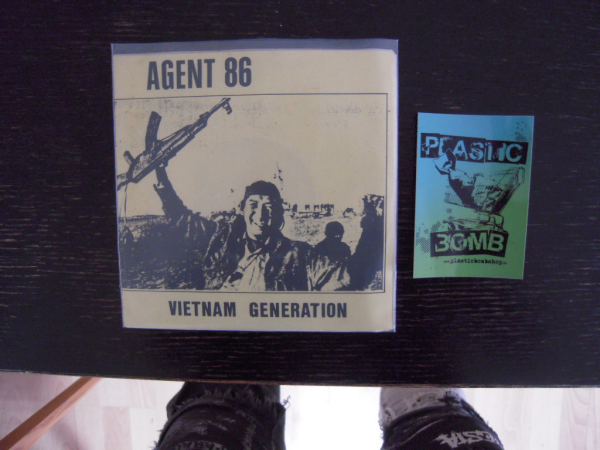 AGENT 86
VIETNAM GENERATION
PLASTIC
BOMB